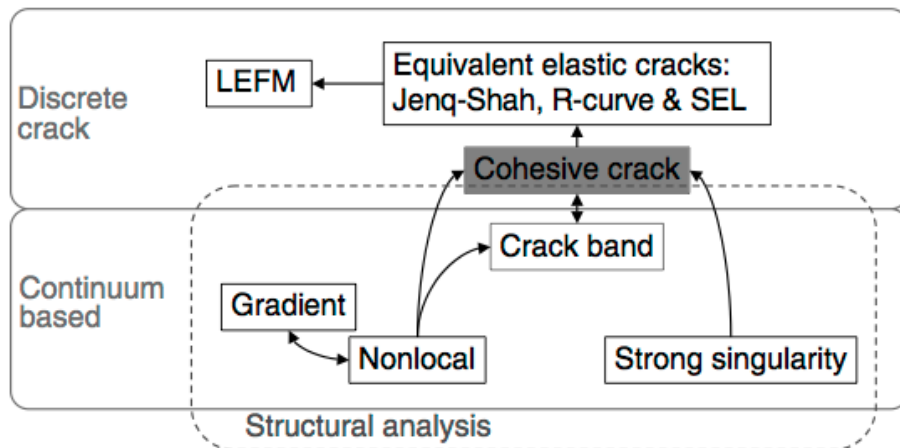 Discrete
crack
LEFM
Equivalent elastic cracks:
Jenq-Shah, R-curve & SEL
Cohesive crack
Continuum
based
Crack band
Gradient
Nonlocal
Strong singularity
Structural analysis